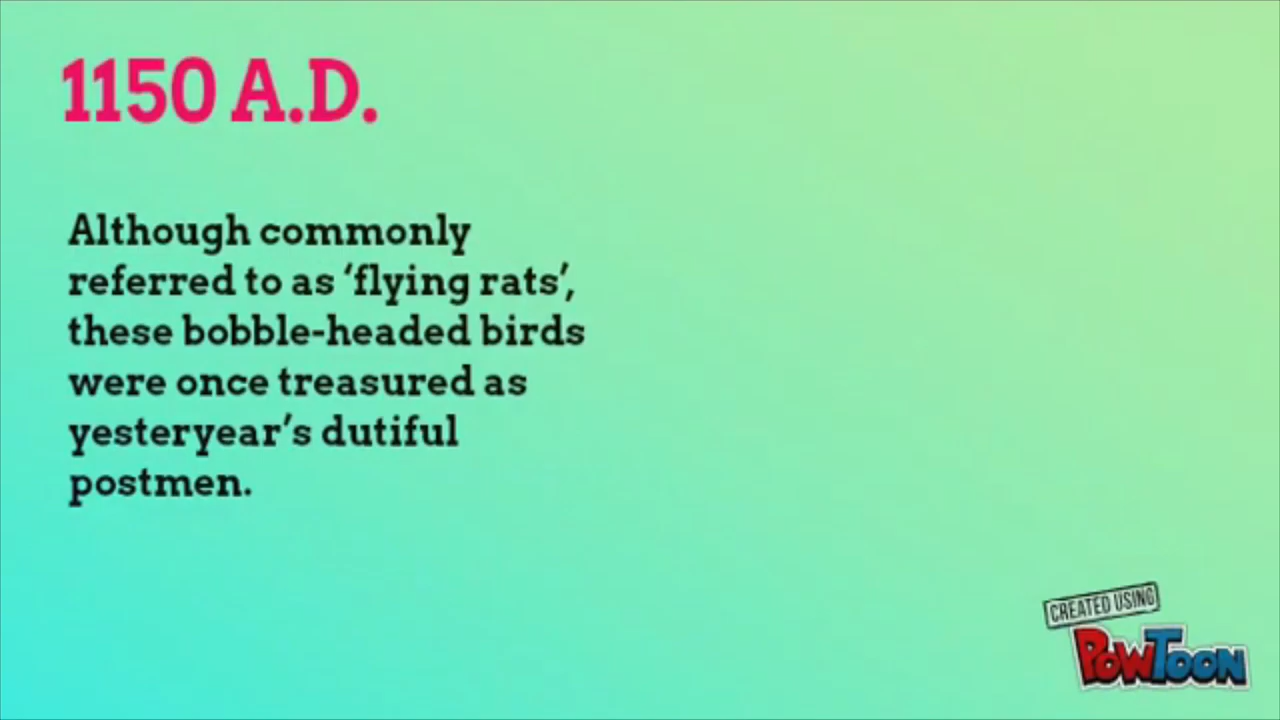 1150 A.D.
Although commonly
referred to as ‘flying rats’,
these bobble-headed birds
were once treasured as
yesteryear’s dutiful
postmen.
CREATED USING
POWTOON